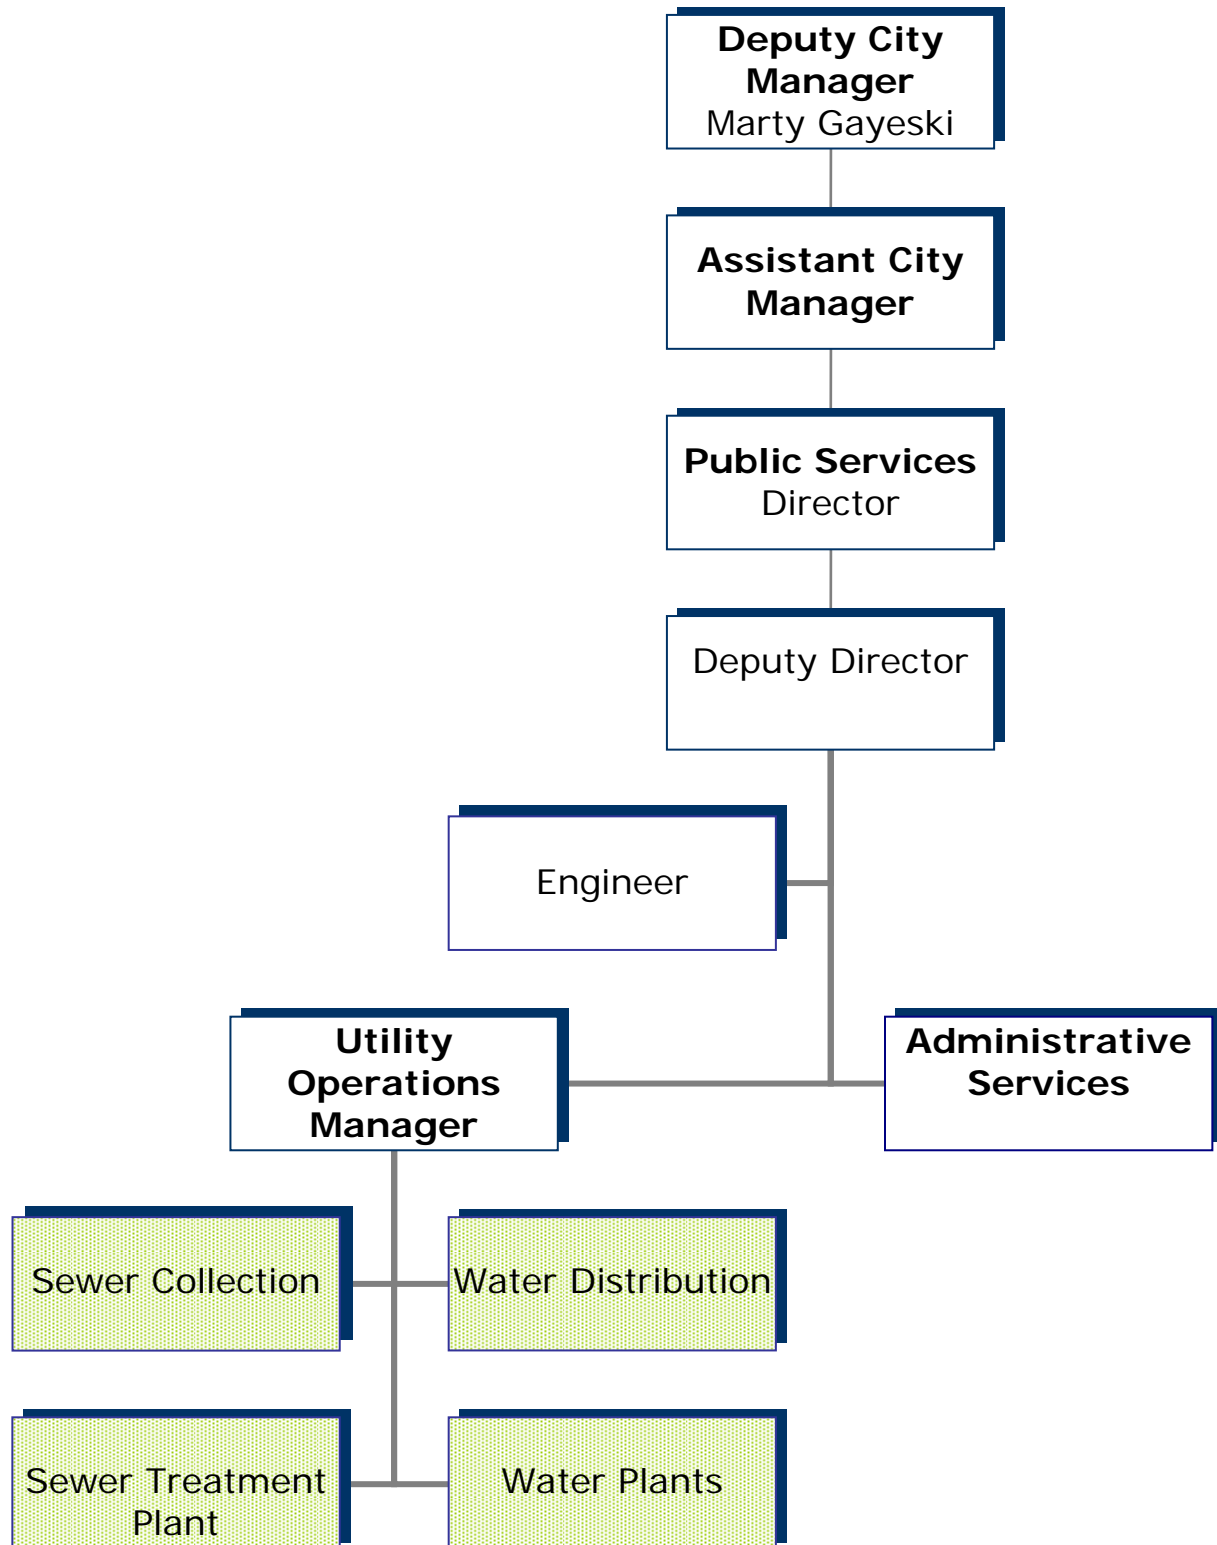 Deputy City
Manager
Marty Gayeski
Assistant City
Manager
Public Services
Director
Deputy Director
Engineer
Utility
Operations
Manager
Administrative
Services
Sewer Collection
Water Distribution
Sewer Treatment
Plant
Water Plants